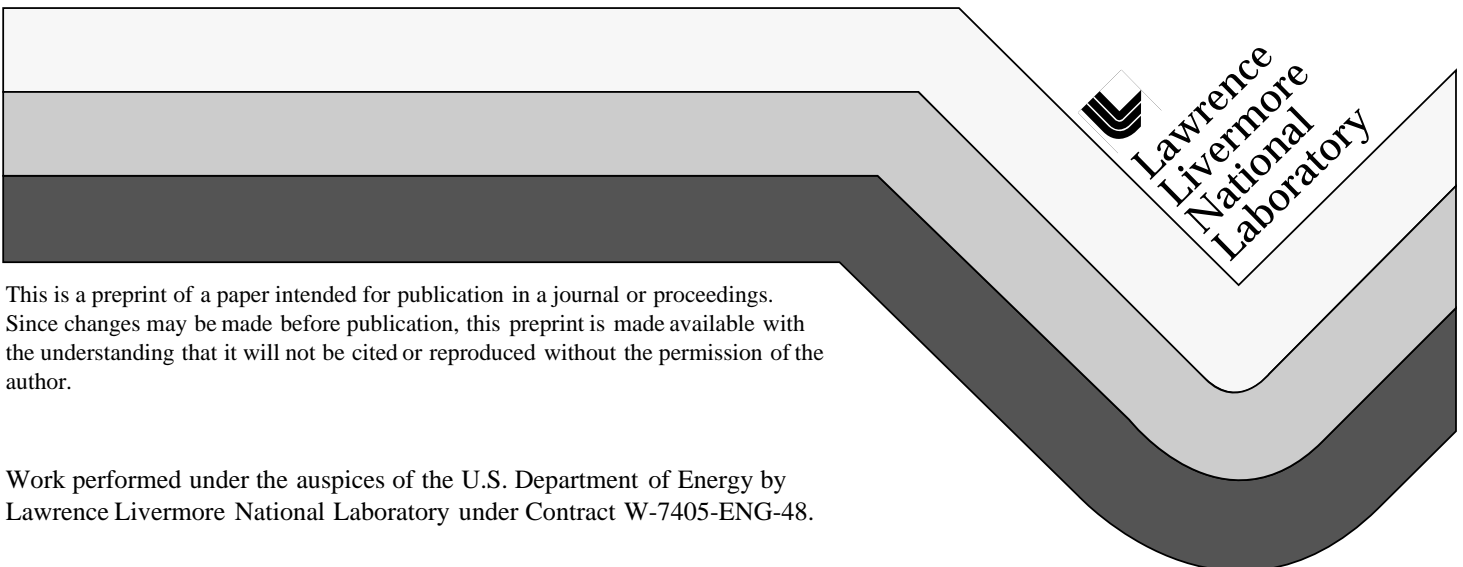 Lawrence
Livermore
National
Laboratory
This is a preprint of a paper intended for publication in a journal or proceedings.
Since changes may be made before publication, this preprint is made available with
the understanding that it will not be cited or reproduced without the permission of the
author.
Work performed under the auspices of the U.S. Department of Energy by
Lawrence Livermore National Laboratory under Contract W-7405-ENG-48.